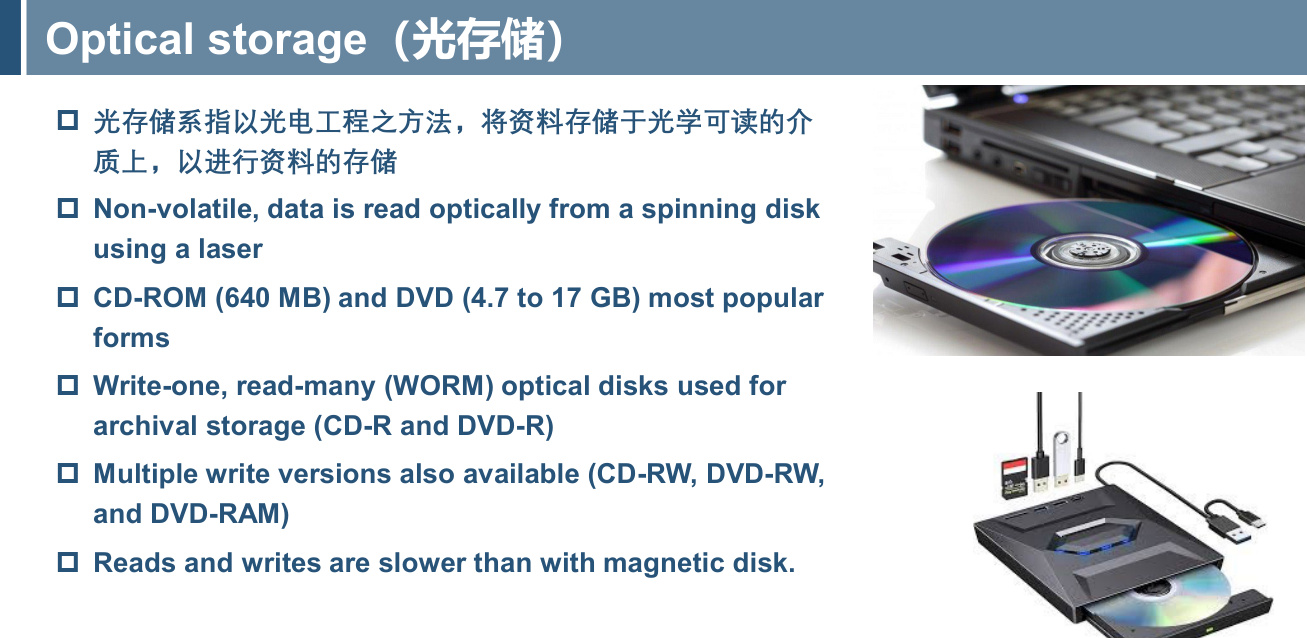 Optical storage（光存储）
光存储系指以光电工程之方法，将资料存储于光学可读的介
质上，以进行资料的存储
Non-volatile, data is read optically from a spinning disk
using a laser
CD-ROM (640 MB) and DVD (4.7 to 17 GB) most popular
forms
Write-one, read-many (WORM) optical disks used for
archival storage (CD-R and DVD-R)
Multiple write versions also available (CD-RW, DVD-RW,
and DVD-RAM)
Reads and writes are slower than with magnetic disk.